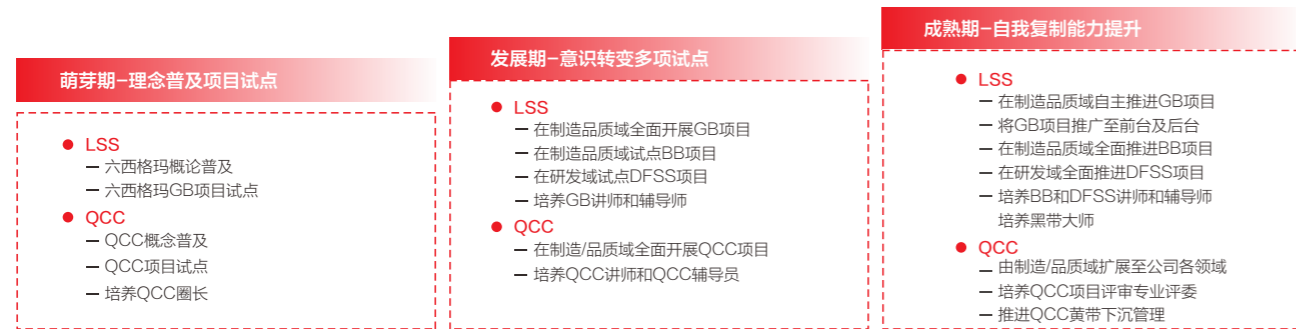 萌芽期-理念普及项目试点
● LSS
— 六西格玛概论普及
— 六西格玛GB项目试点
● QCC
— QCC概念普及
— QCC项目试点
— 培养QCC圈长
发展期-意识转变多项试点
● LSS
— 在制造品质域全面开展GB项目
— 在制造品质域试点BB项目
— 在研发域试点DFSS项目
— 培养GB讲师和辅导师
● QCC
— 在制造/品质域全面开展QCC项目
— 培养QCC讲师和QCC辅导员
成熟期-自我复制能力提升
● LSS
— 在制造品质域自主推进GB项目
— 将GB项目推广至前台及后台
— 在制造品质域全面推进BB项目
— 在研发域全面推进DFSS项目
— 培养BB和DFSS讲师和辅导师
培养黑带大师
● QCC
— 由制造/品质域扩展至公司各领域
— 培养QCC项目评审专业评委
— 推进QCC黄带下沉管理